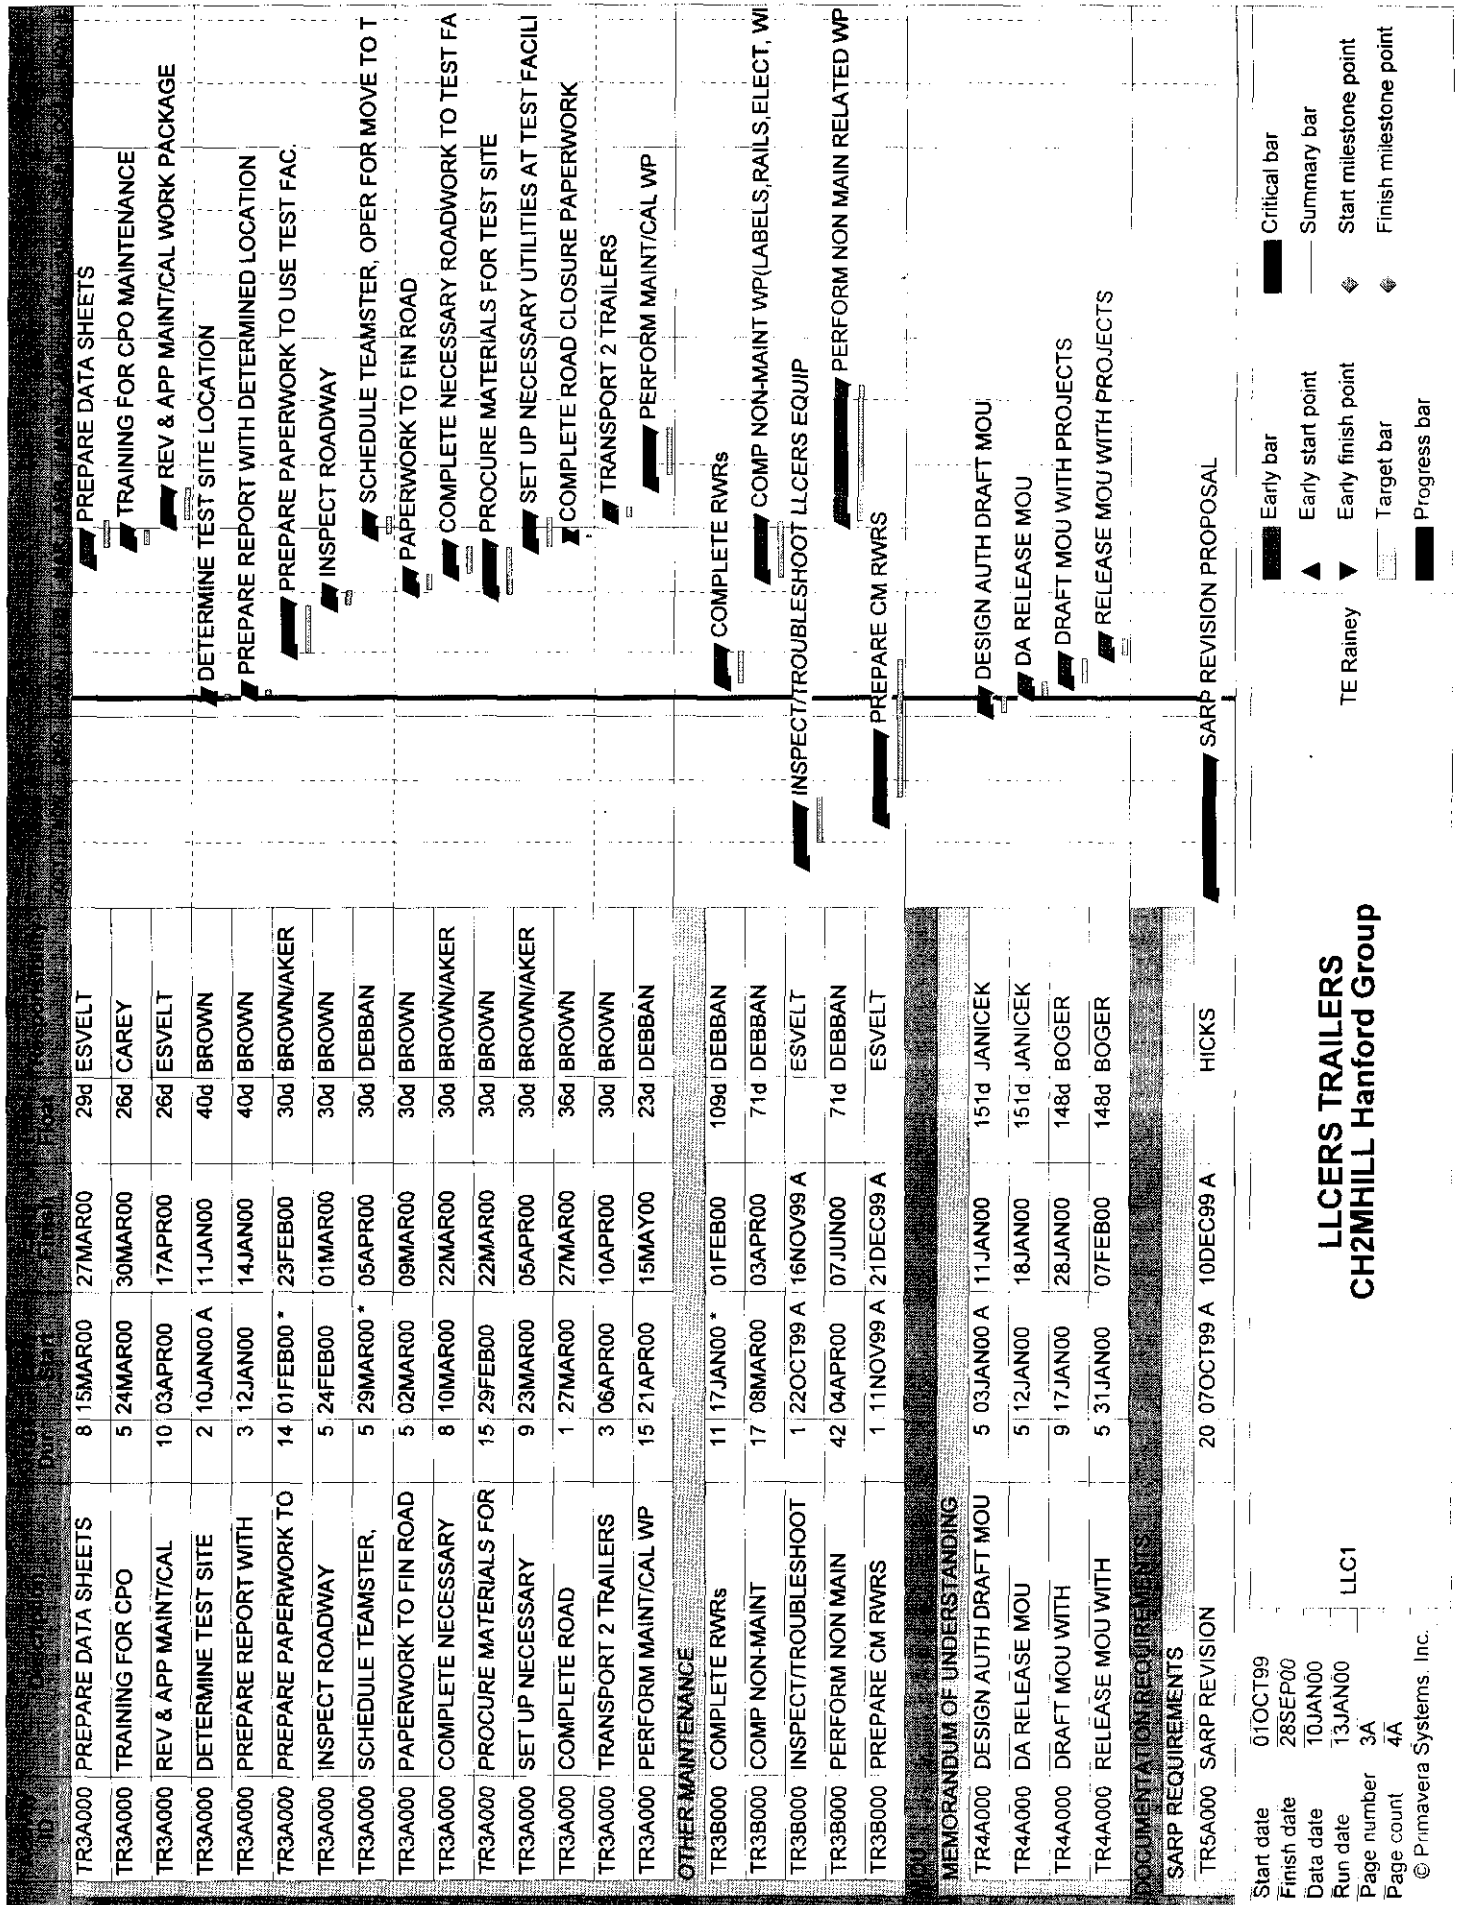 TR3A000 PREPARE DATA SHEETS 8 15MAR00 27MAR00 29d ESVELT PREPARE DATA SHEETS
TR3A000 TRAINING FOR CPO 5 24MAR00 30MAR00 26d CAREY TRAINING FOR CPO MAINTENANCE
TR3A000 REV & APP MAINT/CAL 10 03APR00 17APR00 26d ESVELT REV & APP MAINT/CAL WORK PACKAGE
TR3A000 DETERMINE TEST SITE 2 10JAN00 A 11JAN00 40d BROWN DETERMINE TEST SITE LOCATION
TR3A000 PREPARE REPORT WITH 3 12JAN00 14JAN00 40d BROWN PREPARE REPORT WITH DETERMINED LOCATION
TR3A000 PREPARE PAPERWORK TO 14 01FEB00 * 23FEB00 30d BROWN/AKER PREPARE PAPERWORK TO USE TEST FAC.
TR3A000 INSPECT ROADWAY 5 24FEB00 01MAR00 30d BROWN INSPECT ROADWAY
TR3A000 SCHEDULE TEAMSTER, 5 29MAR00 * 05APR00 30d DEBBAN SCHEDULE TEAMSTER, OPER FOR MOVE TO T
TR3A000 PAPERWORK TO FIN ROAD 5 02MAR00 09MAR00 30d BROWN PAPERWORK TO FIN ROAD
TR3A000 COMPLETE NECESSARY 8 10MAR00 22MAR00 30d BROWN/AKER COMPLETE NECESSARY ROADWORK TO TEST FA
TR3A000 PROCURE MATERIALS FOR 15 29FEB00 22MAR00 30d BROWN PROCURE MATERIALS FOR TEST SITE
TR3A000 SET UP NECESSARY 9 23MAR00 05APR00 30d BROWN/AKER SET UP NECESSARY UTILITIES AT TEST FACILI
TR3A000 COMPLETE ROAD 1 27MAR00 27MAR00 36d BROWN COMPLETE ROAD CLOSURE PAPERWORK
TR3A000 TRANSPORT 2 TRAILERS 3 06APR00 10APR00 30d BROWN TRANSPORT 2 TRAILERS
TR3A000 PERFORM MAINT/CAL WP 15 21APR00 15MAY00 23d DEBBAN PERFORM MAINT/CAL WP
OTHER MAINTENANCE
TR3B000 COMPLETE RWRs 11 17JAN00 * 01FEB00 109d DEBBAN COMPLETE RWRs
TR3B000 COMP NON-MAINT 17 08MAR00 03APR00 71d DEBBAN COMP NON-MAINT WP(LABELS,RAILS,ELECT, WI
TR3B000 INSPECT/TROUBLESHOOT 1 22OCT99 A 16NOV99 A ESVELT INSPECT/TROUBLESHOOT LLCERS EQUIP
TR3B000 PERFORM NON MAIN 42 04APR00 07JUN00 71d DEBBAN PERFORM NON MAIN RELATED WP
TR3B000 PREPARE CM RWRS 1 11NOV99 A 21DEC99 A ESVELT PREPARE CM RWRS
MOU
MEMORANDUM OF UNDERSTANDING
TR4A000 DESIGN AUTH DRAFT MOU 5 03JAN00 A 11JAN00 151d JANICEK DESIGN AUTH DRAFT MOU
TR4A000 DA RELEASE MOU 5 12JAN00 18JAN00 151d JANICEK DA RELEASE MOU
TR4A000 DRAFT MOU WITH 9 17JAN00 28JAN00 148d BOGER DRAFT MOU WITH PROJECTS
TR4A000 RELEASE MOU WITH 5 31JAN00 07FEB00 148d BOGER RELEASE MOU WITH PROJECTS
DOCUMENTATION REQUIREMENTS
SARP REQUIREMENTS
TR5A000 SARP REVISION 20 07OCT99 A 10DEC99 A HICKS SARP REVISION PROPOSAL
Start date 01OCT99
Finish date 28SEP00
Data date 10JAN00
Run date 13JAN00
Page number 3A
Page count 4A
© Primavera Systems, Inc.
LLC1
LLCERS TRAILERS
CH2MHILL Hanford Group
TE Rainey
Early bar
Early start point
Early finish point
Target bar
Progress bar
Critical bar
Summary bar
Start milestone point
Finish milestone point